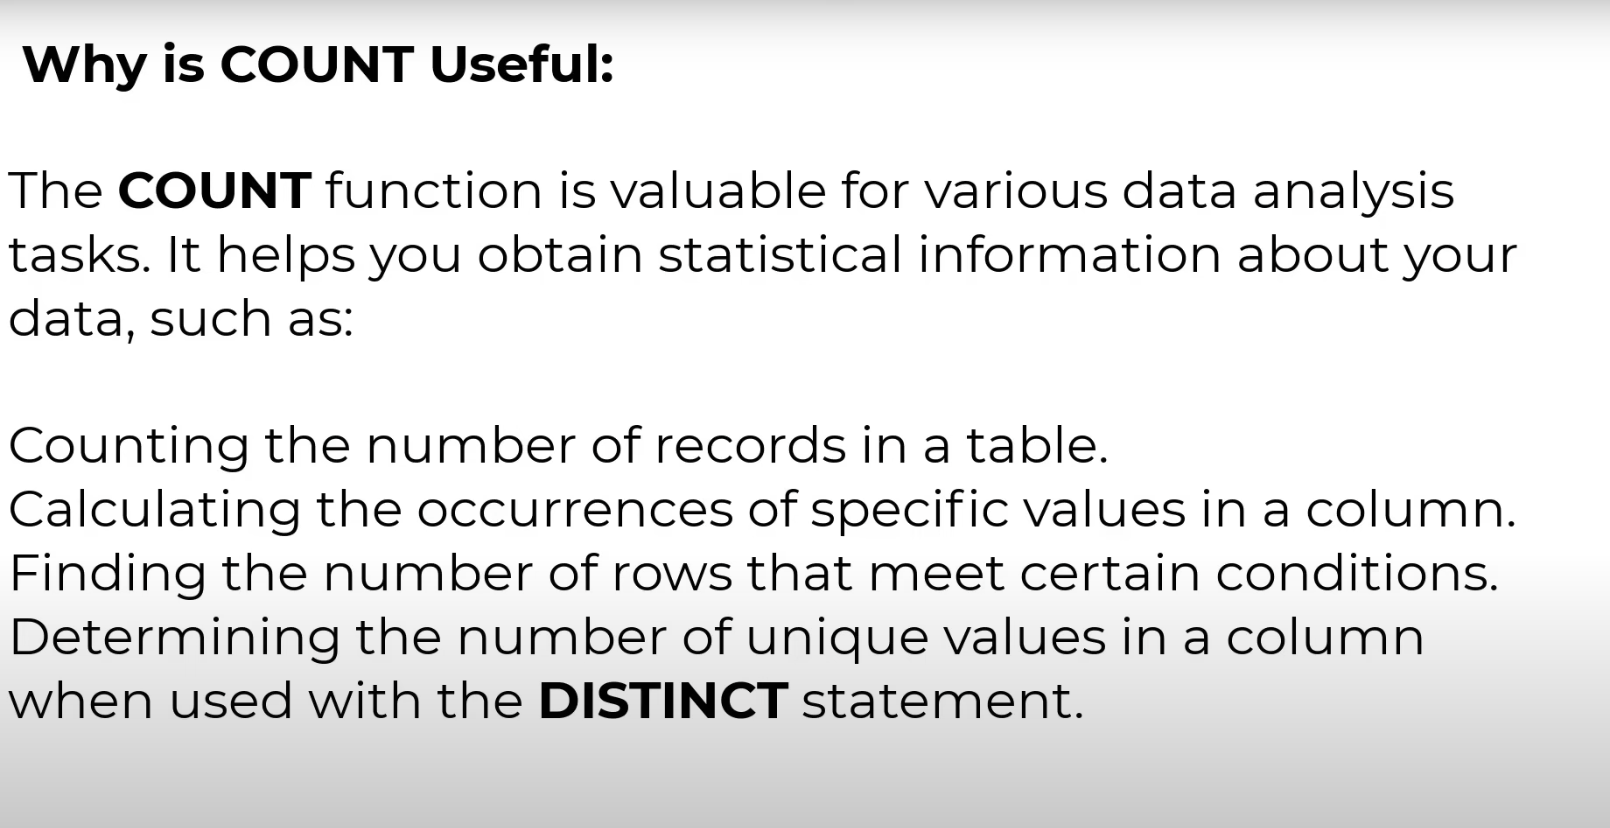 Why is COUNT Useful:
The COUNT function is valuable for various data analysis
tasks. It helps you obtain statistical information about your
data, such as:
Counting the number of records in a table.
Calculating the occurrences of specific values in a column.
Finding the number of rows that meet certain conditions.
Determining the number of unique values in a column
when used with the DISTINCT statement.